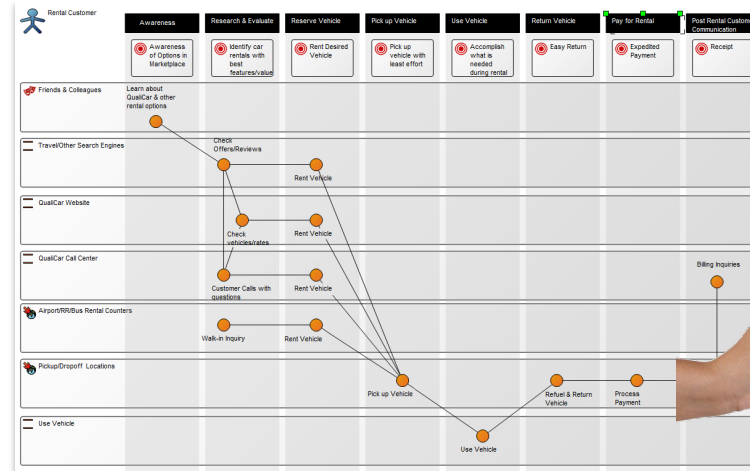 Rental Customer
Awareness
Research & Evaluate
Reserve Vehicle
Pick up Vehicle
Use Vehicle
Return Vehicle
Pay for Rental
Post Rental Custome
Communication
Awareness
of Options in
Marketplace
Identify car
rentals with
best
features/value
Rent Desired
Vehicle
Pick up
vehicle with
least effort
Accomplish
what is
needed
during rental
Easy Return
Expedited
Payment
Receipt
Friends & Colleagues
Learn about
QualiCar & other
rental options
Travel/Other Search Engines
Check
Offers/Reviews
Rent Vehicle
QualiCar Website
Check
vehicles/rates
Rent Vehicle
QualiCar Call Center
Customer Calls with
questions
Rent Vehicle
Billing Inquiries
Airport/RR/Bus Rental Counters
Walk-in Inquiry
Rent Vehicle
Pickup/Dropoff Locations
Pick up Vehicle
Refuel & Return
Vehicle
Process
Payment
Use Vehicle
Use Vehicle